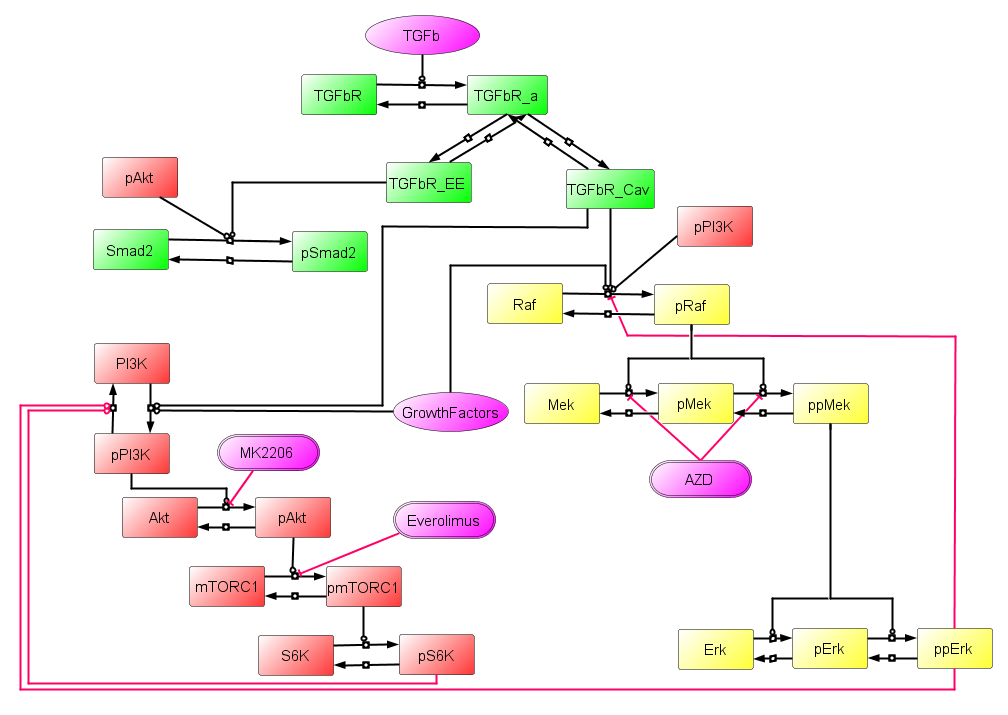 TGFb
TGFbR
TGFbR_a
pAkt
TGFbR_EE
TGFbR_Cav
pPI3K
Smad2
pSmad2
Raf
pRaf
PI3K
Mek
pMek
ppMek
GrowthFactors
pPI3K
MK2206
AZD
Akt
pAkt
Everolimus
mTORC1
pmTORC1
S6K
pS6K
Erk
pErk
ppErk